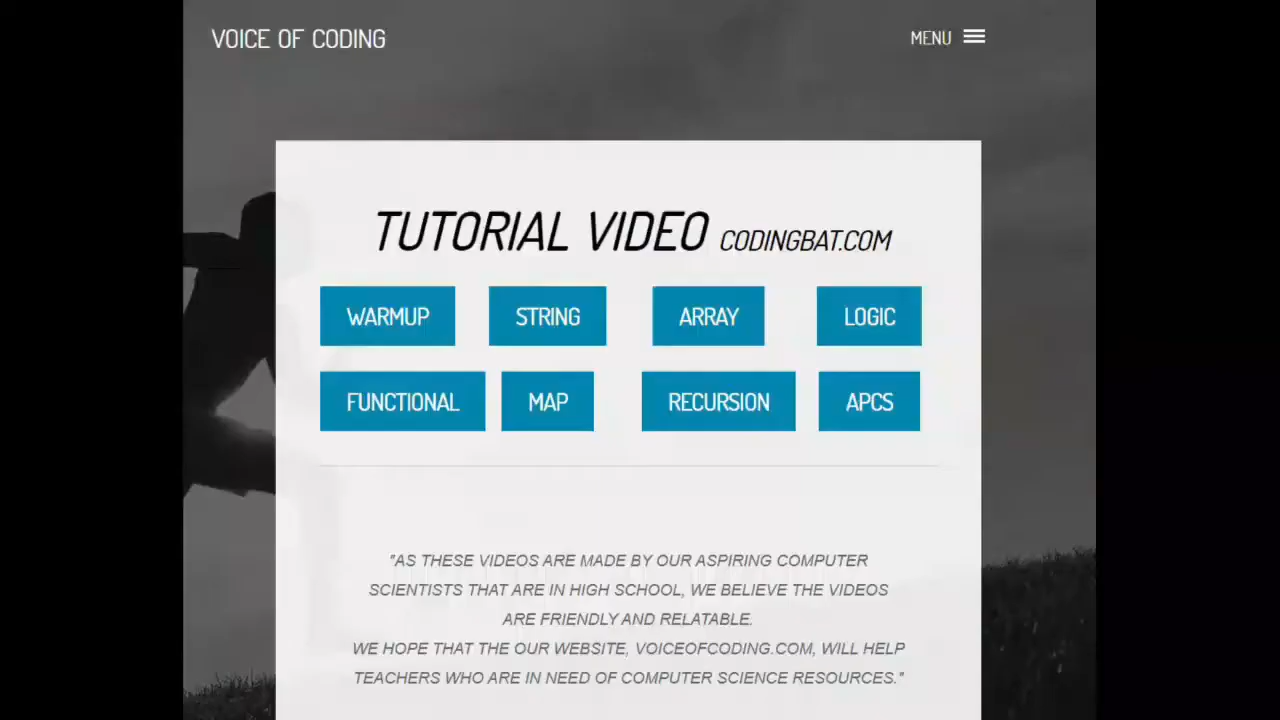 VOICE OF CODING
MENU
TUTORIAL VIDEO CODINGBAT.COM
WARMUP STRING ARRAY LOGIC
FUNCTIONAL MAP RECURSION APCS
"AS THESE VIDEOS ARE MADE BY OUR ASPIRING COMPUTER
SCIENTISTS THAT ARE IN HIGH SCHOOL, WE BELIEVE THE VIDEOS
ARE FRIENDLY AND RELATABLE.
WE HOPE THAT THE OUR WEBSITE, VOICEOFCODING.COM, WILL HELP
TEACHERS WHO ARE IN NEED OF COMPUTER SCIENCE RESOURCES."